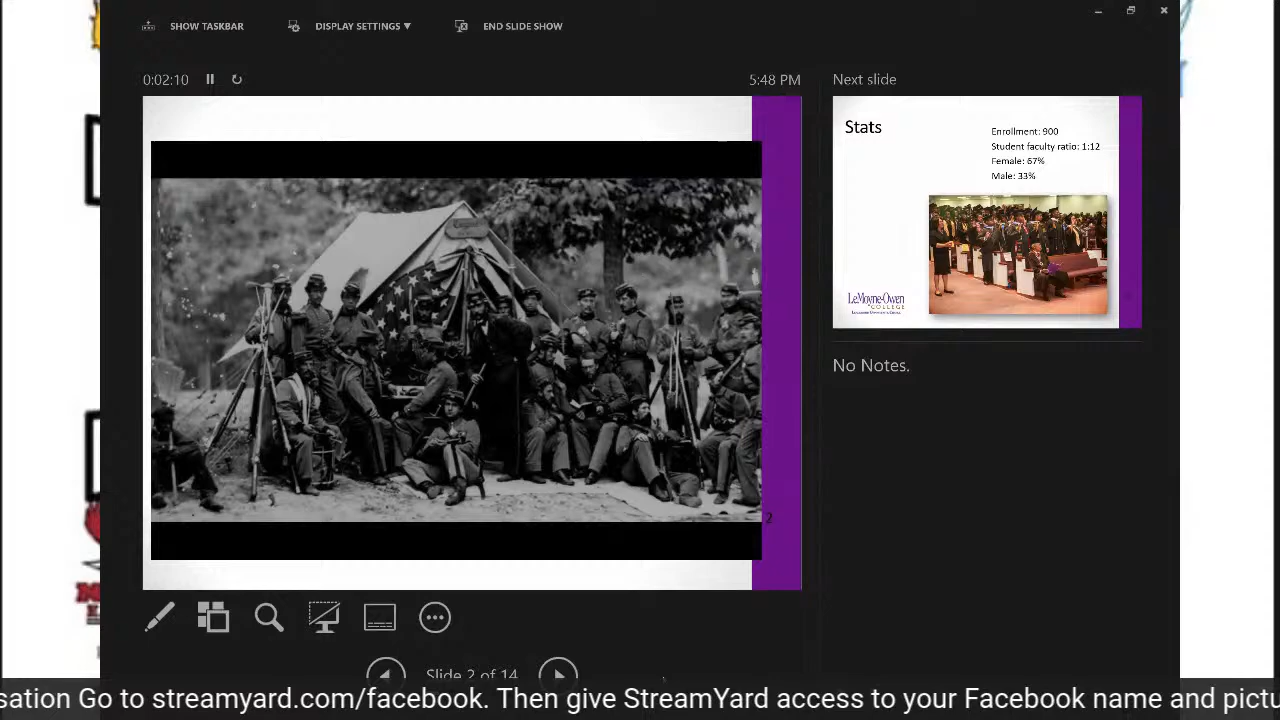 SHOW TASKBAR
DISPLAY SETTINGS ▼
END SLIDE SHOW
0:02:10
5:48 PM
Next slide
Stats
Enrollment: 900
Student faculty ratio: 1:12
Female: 67%
Male: 33%
LeMoyne-Owen
COLLEGE
No Notes.
2
Slide 2 of 14
sation Go to streamyard.com/facebook. Then give StreamYard access to your Facebook name and pictu